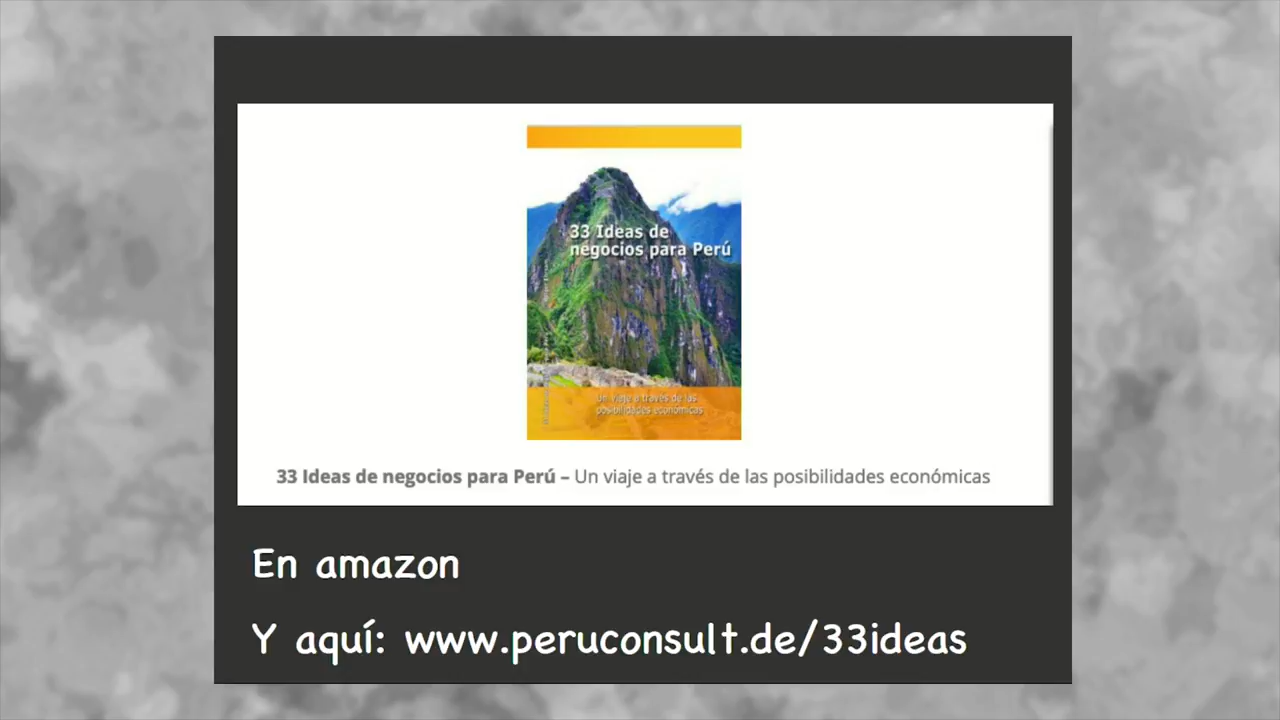 33 Ideas de
negocios para Perú
Un viaje a través de las
posibilidades económicas
33 Ideas de negocios para Perú – Un viaje a través de las posibilidades económicas
En amazon
Y aquí: www.peruconsult.de/33ideas